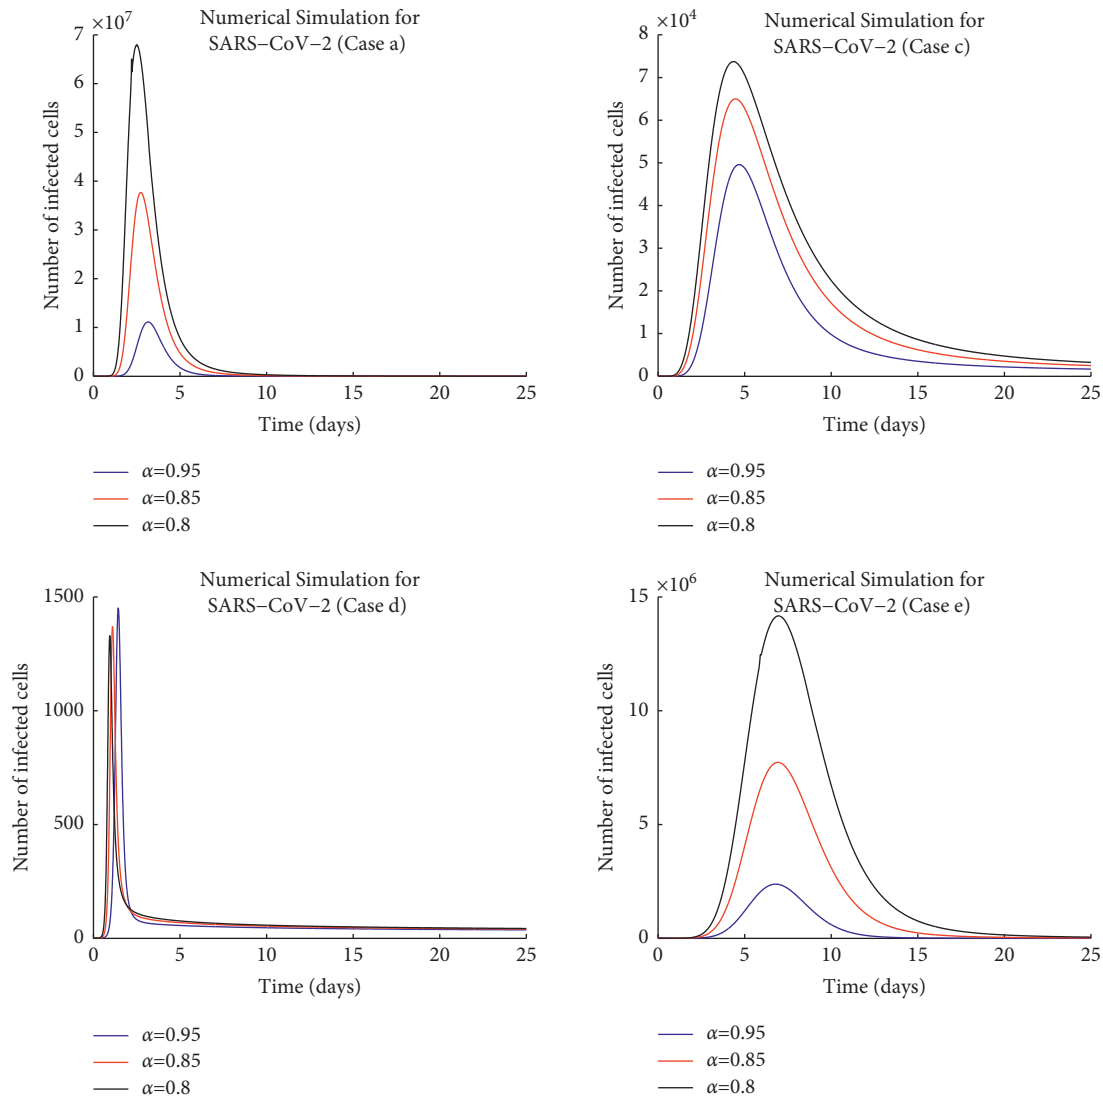 Numerical Simulation for
SARS−CoV−2 (Case a)
×10⁷
7
6
5
4
3
2
1
0
Number of infected cells
0 5 10 15 20 25
Time (days)
α=0.95
α=0.85
α=0.8
Numerical Simulation for
SARS−CoV−2 (Case c)
×10⁴
8
7
6
5
4
3
2
1
0
Number of infected cells
0 5 10 15 20 25
Time (days)
α=0.95
α=0.85
α=0.8
Numerical Simulation for
SARS−CoV−2 (Case d)
1500
1000
500
0
Number of infected cells
0 5 10 15 20 25
Time (days)
α=0.95
α=0.85
α=0.8
Numerical Simulation for
SARS−CoV−2 (Case e)
×10⁶
15
10
5
0
Number of infected cells
0 5 10 15 20 25
Time (days)
α=0.95
α=0.85
α=0.8